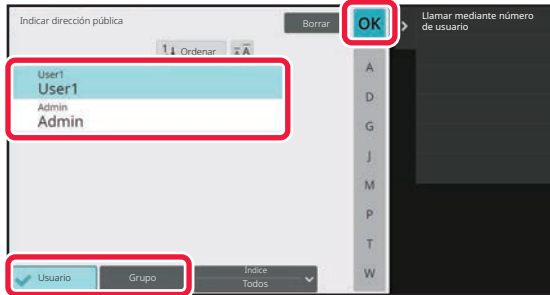 Indicar dirección pública
Borrar
OK
Llamar mediante número
de usuario
Ordenar
User1
User1
Admin
Admin
A
D
G
J
M
P
T
W
Usuario
Grupo
Índice
Todos